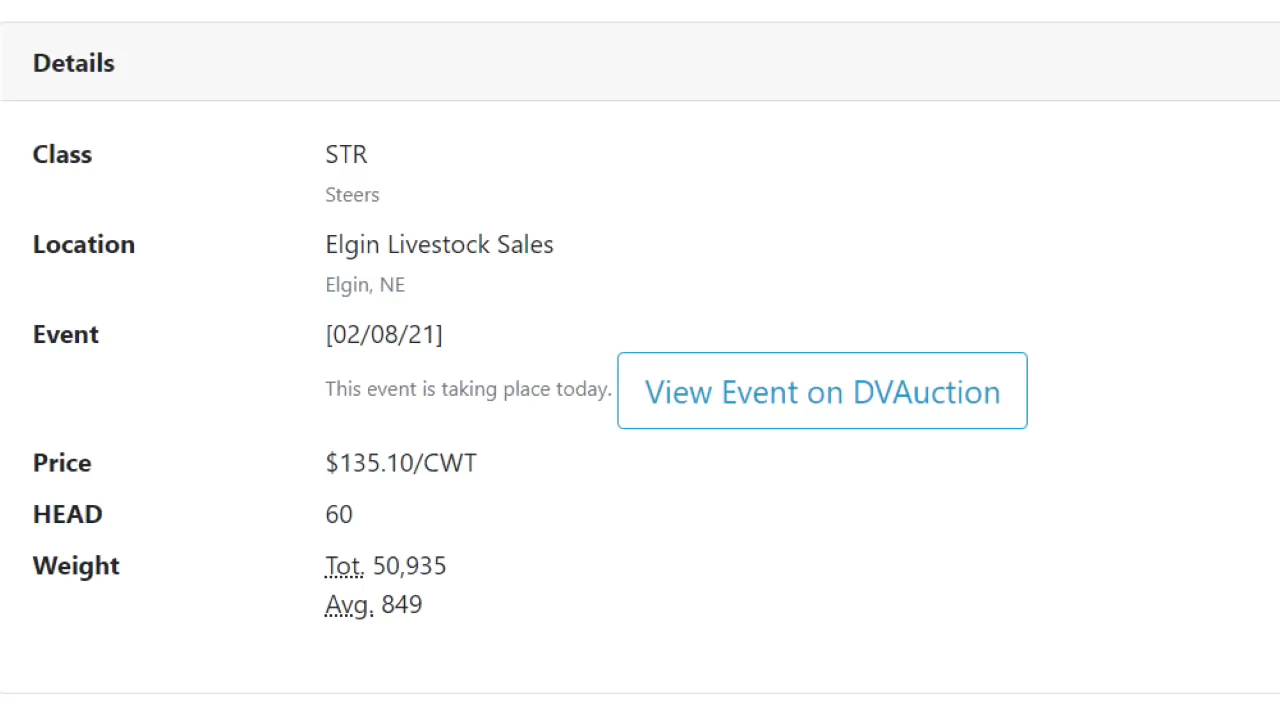 Details
Class STR
Steers
Location Elgin Livestock Sales
Elgin, NE
Event [02/08/21]
This event is taking place today. View Event on DVAuction
Price $135.10/CWT
HEAD 60
Weight Tot. 50,935
Avg. 849